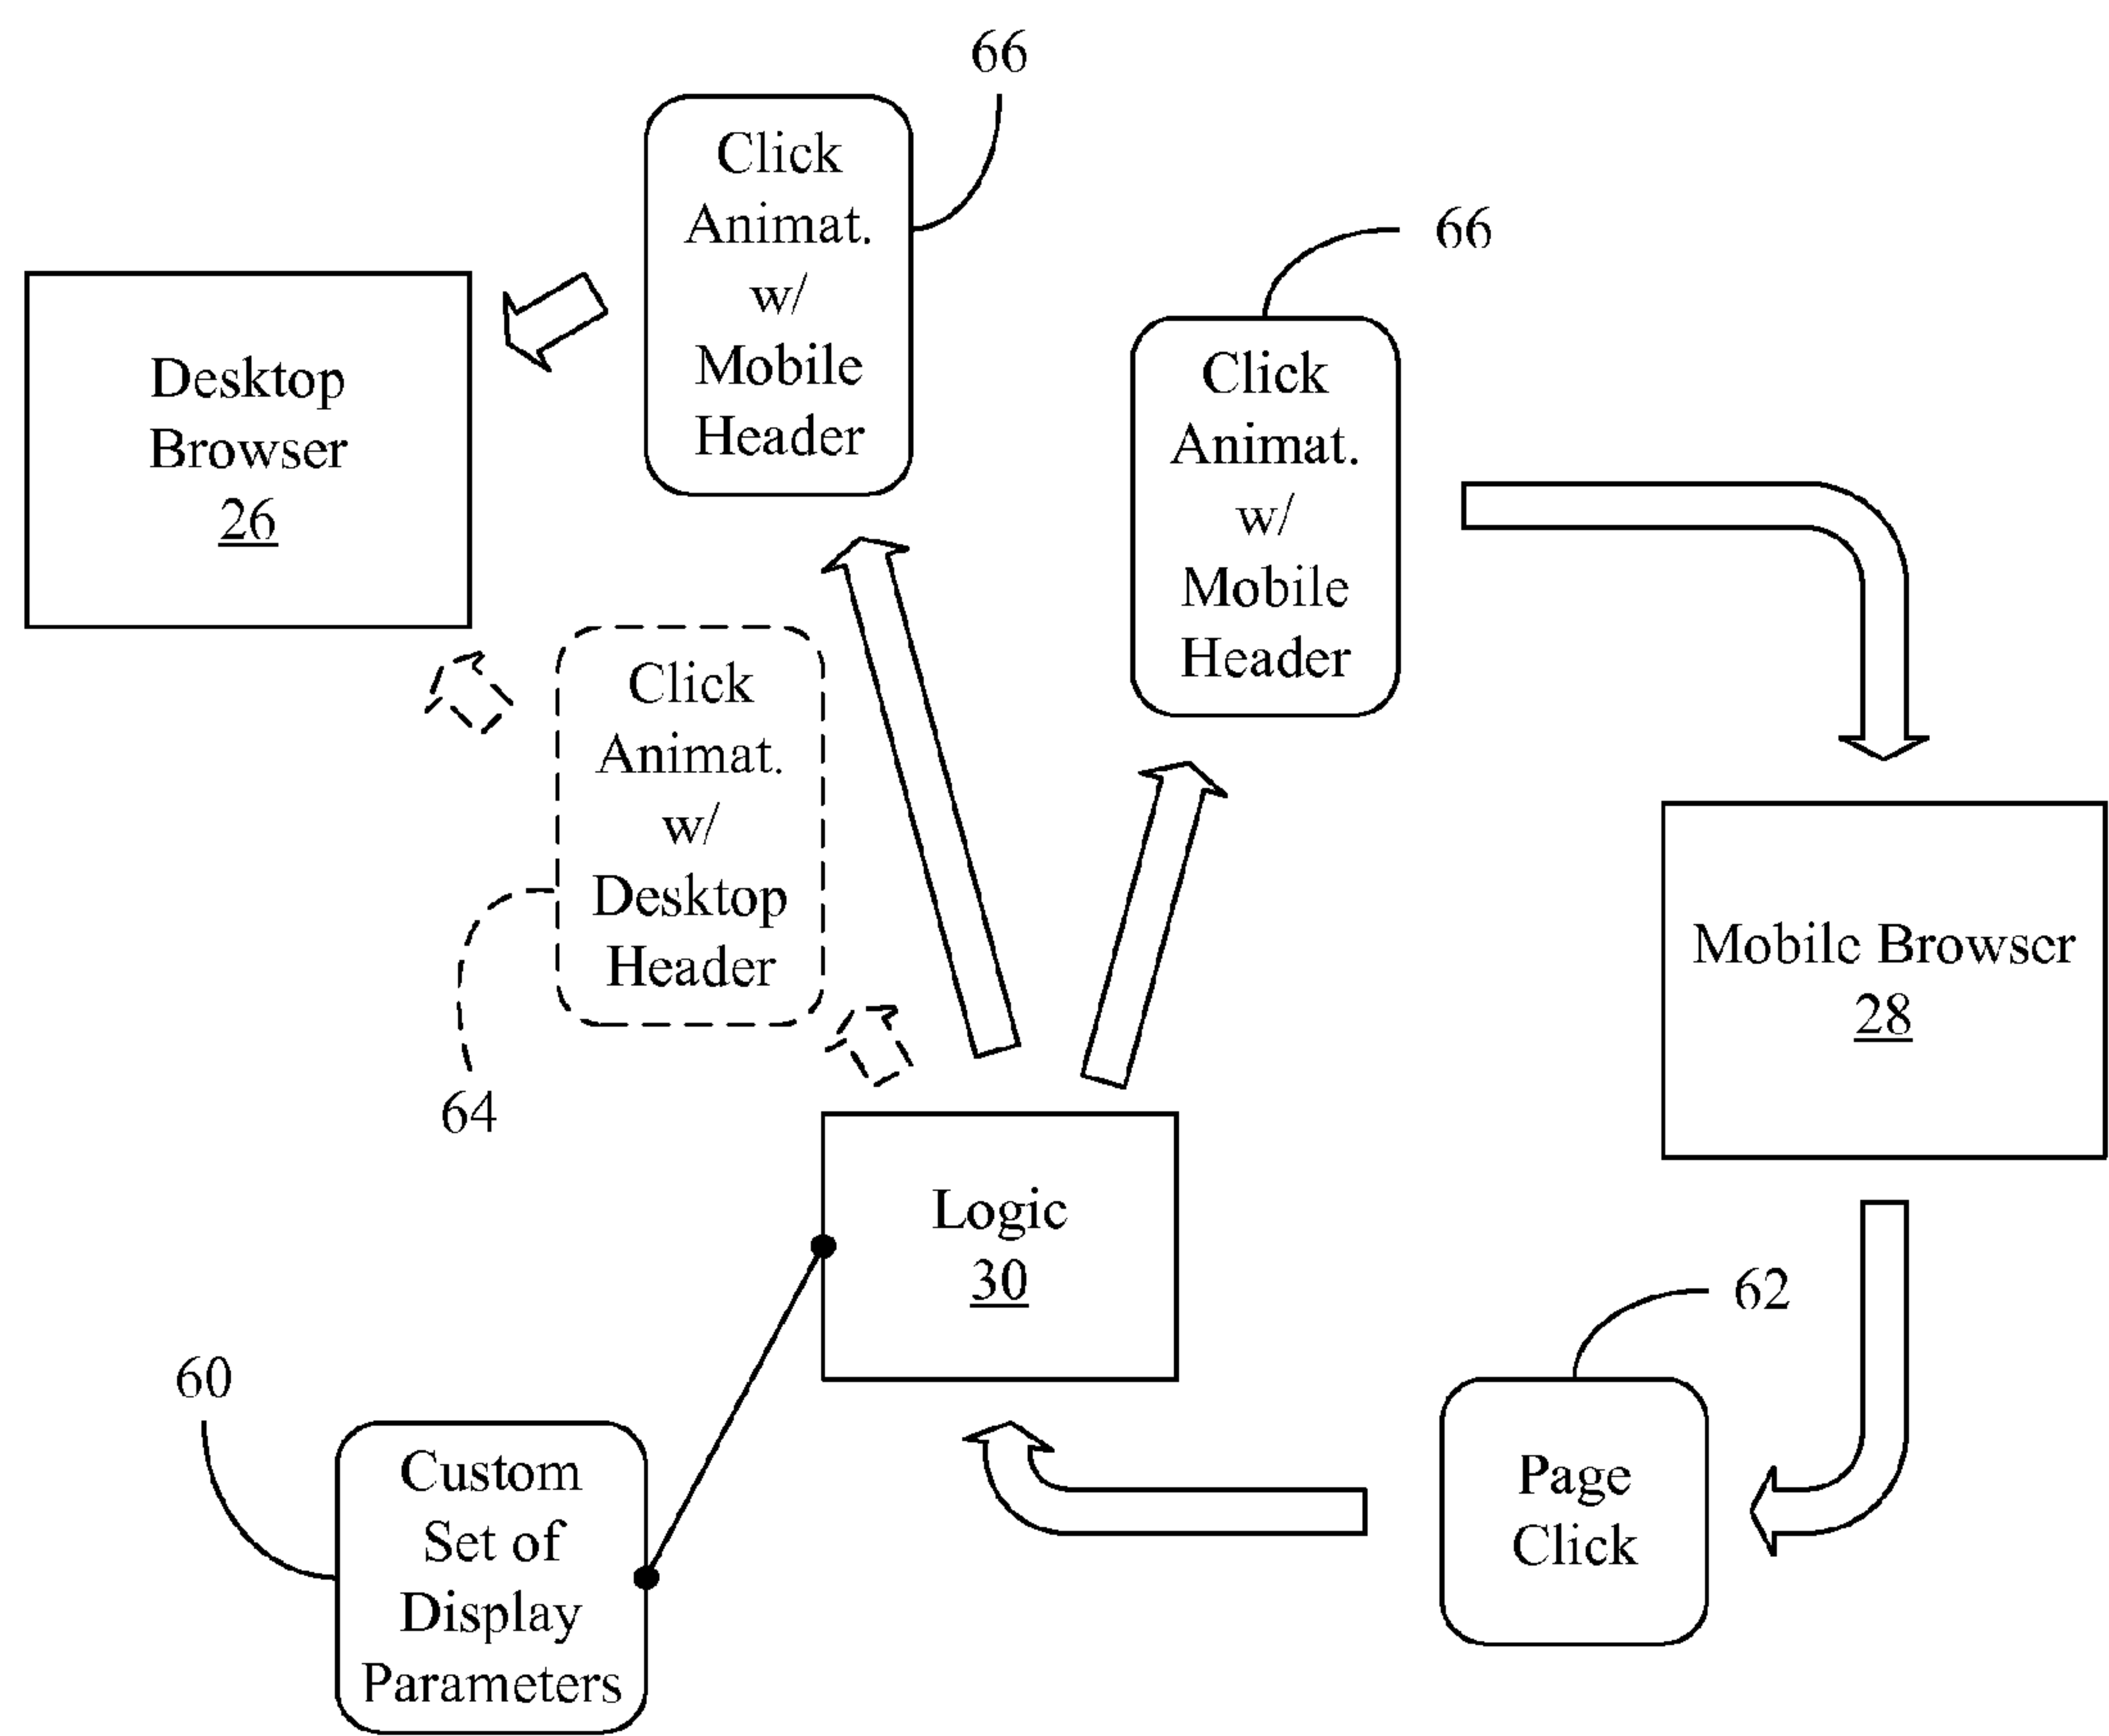 66
Click
Animat.
w/
Mobile
Header
66
Click
Animat.
w/
Mobile
Header
Desktop
Browser
26
Click
Animat.
w/
Desktop
Header
64
Mobile Browser
28
Logic
30
62
Page
Click
60
Custom
Set of
Display
Parameters